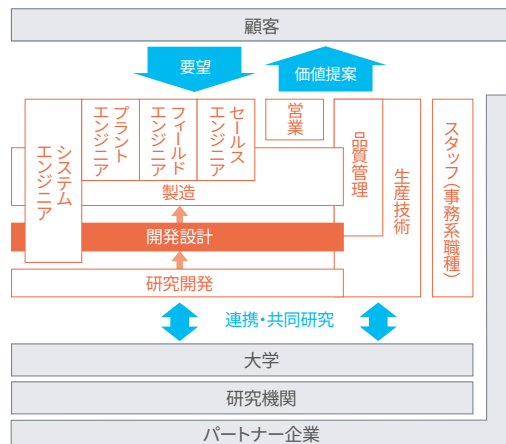 顧客
要望
価値提案
システム
エンジニア
プラント
エンジニア
フィールド
エンジニア
セールス
エンジニア
営業
品質管理
生産技術
スタッフ（事務系職種）
製造
開発設計
研究開発
連携・共同研究
大学
研究機関
パートナー企業